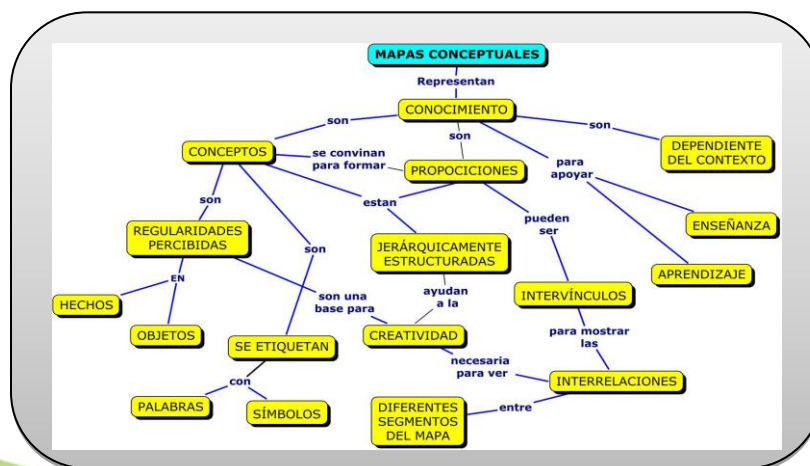 MAPAS CONCEPTUALES
Representan
CONOCIMIENTO
son
son
son
DEPENDIENTE
DEL CONTEXTO
CONCEPTOS
se convinan
para formar
PROPOCICIONES
para
apoyar
son
estan
pueden
ser
ENSEÑANZA
REGULARIDADES
PERCIBIDAS
son
JERÁRQUICAMENTE
ESTRUCTURADAS
APRENDIZAJE
EN
HECHOS
OBJETOS
son una
base para
ayudan
a la
INTERVÍNCULOS
SE ETIQUETAN
CREATIVIDAD
para mostrar
las
con
necesaria
para ver
INTERRELACIONES
PALABRAS
SÍMBOLOS
DIFERENTES
SEGMENTOS
DEL MAPA
entre